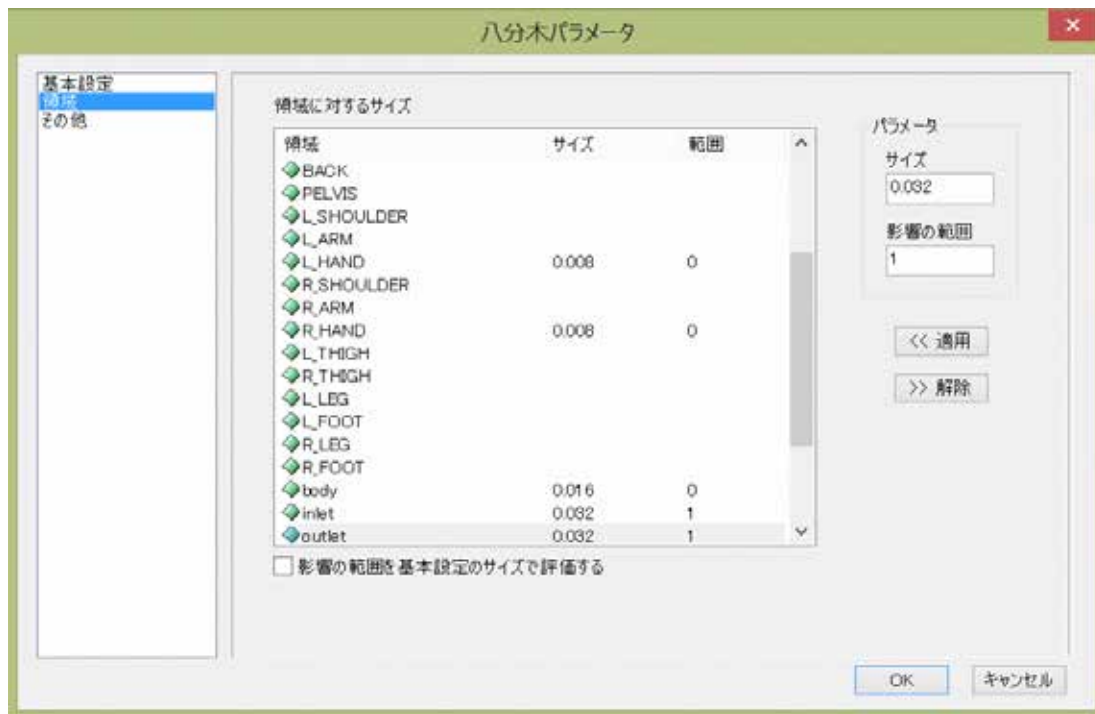 八分木パラメータ
基本設定
領域
その他
領域に対するサイズ
領域 サイズ 範囲
BACK
PELVIS
L_SHOULDER
L_ARM
L_HAND 0.008 0
R_SHOULDER
R_ARM
R_HAND 0.008 0
L_THIGH
R_THIGH
L_LEG
L_FOOT
R_LEG
R_FOOT
body 0.016 0
inlet 0.032 1
outlet 0.032 1
影響の範囲を基本設定のサイズで評価する
パラメータ
サイズ
0.032
影響の範囲
1
<< 適用
>> 解除
OK キャンセル